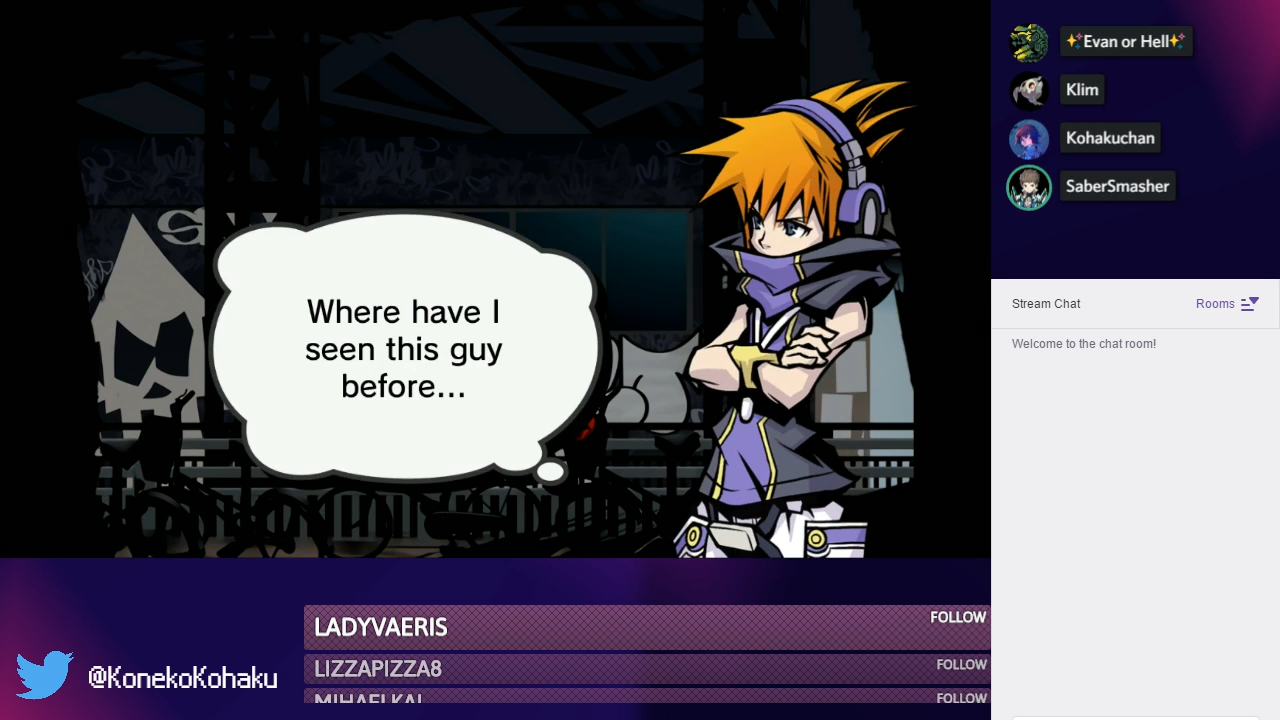 ✨Evan or Hell✨
Klim
Kohakuchan
SaberSmasher
Where have I
seen this guy
before...
Stream Chat
Rooms
Welcome to the chat room!
LADYVAERIS
FOLLOW
LIZZAPIZZA8
FOLLOW
MIHAELKAL
FOLLOW
@KonekoKohaku